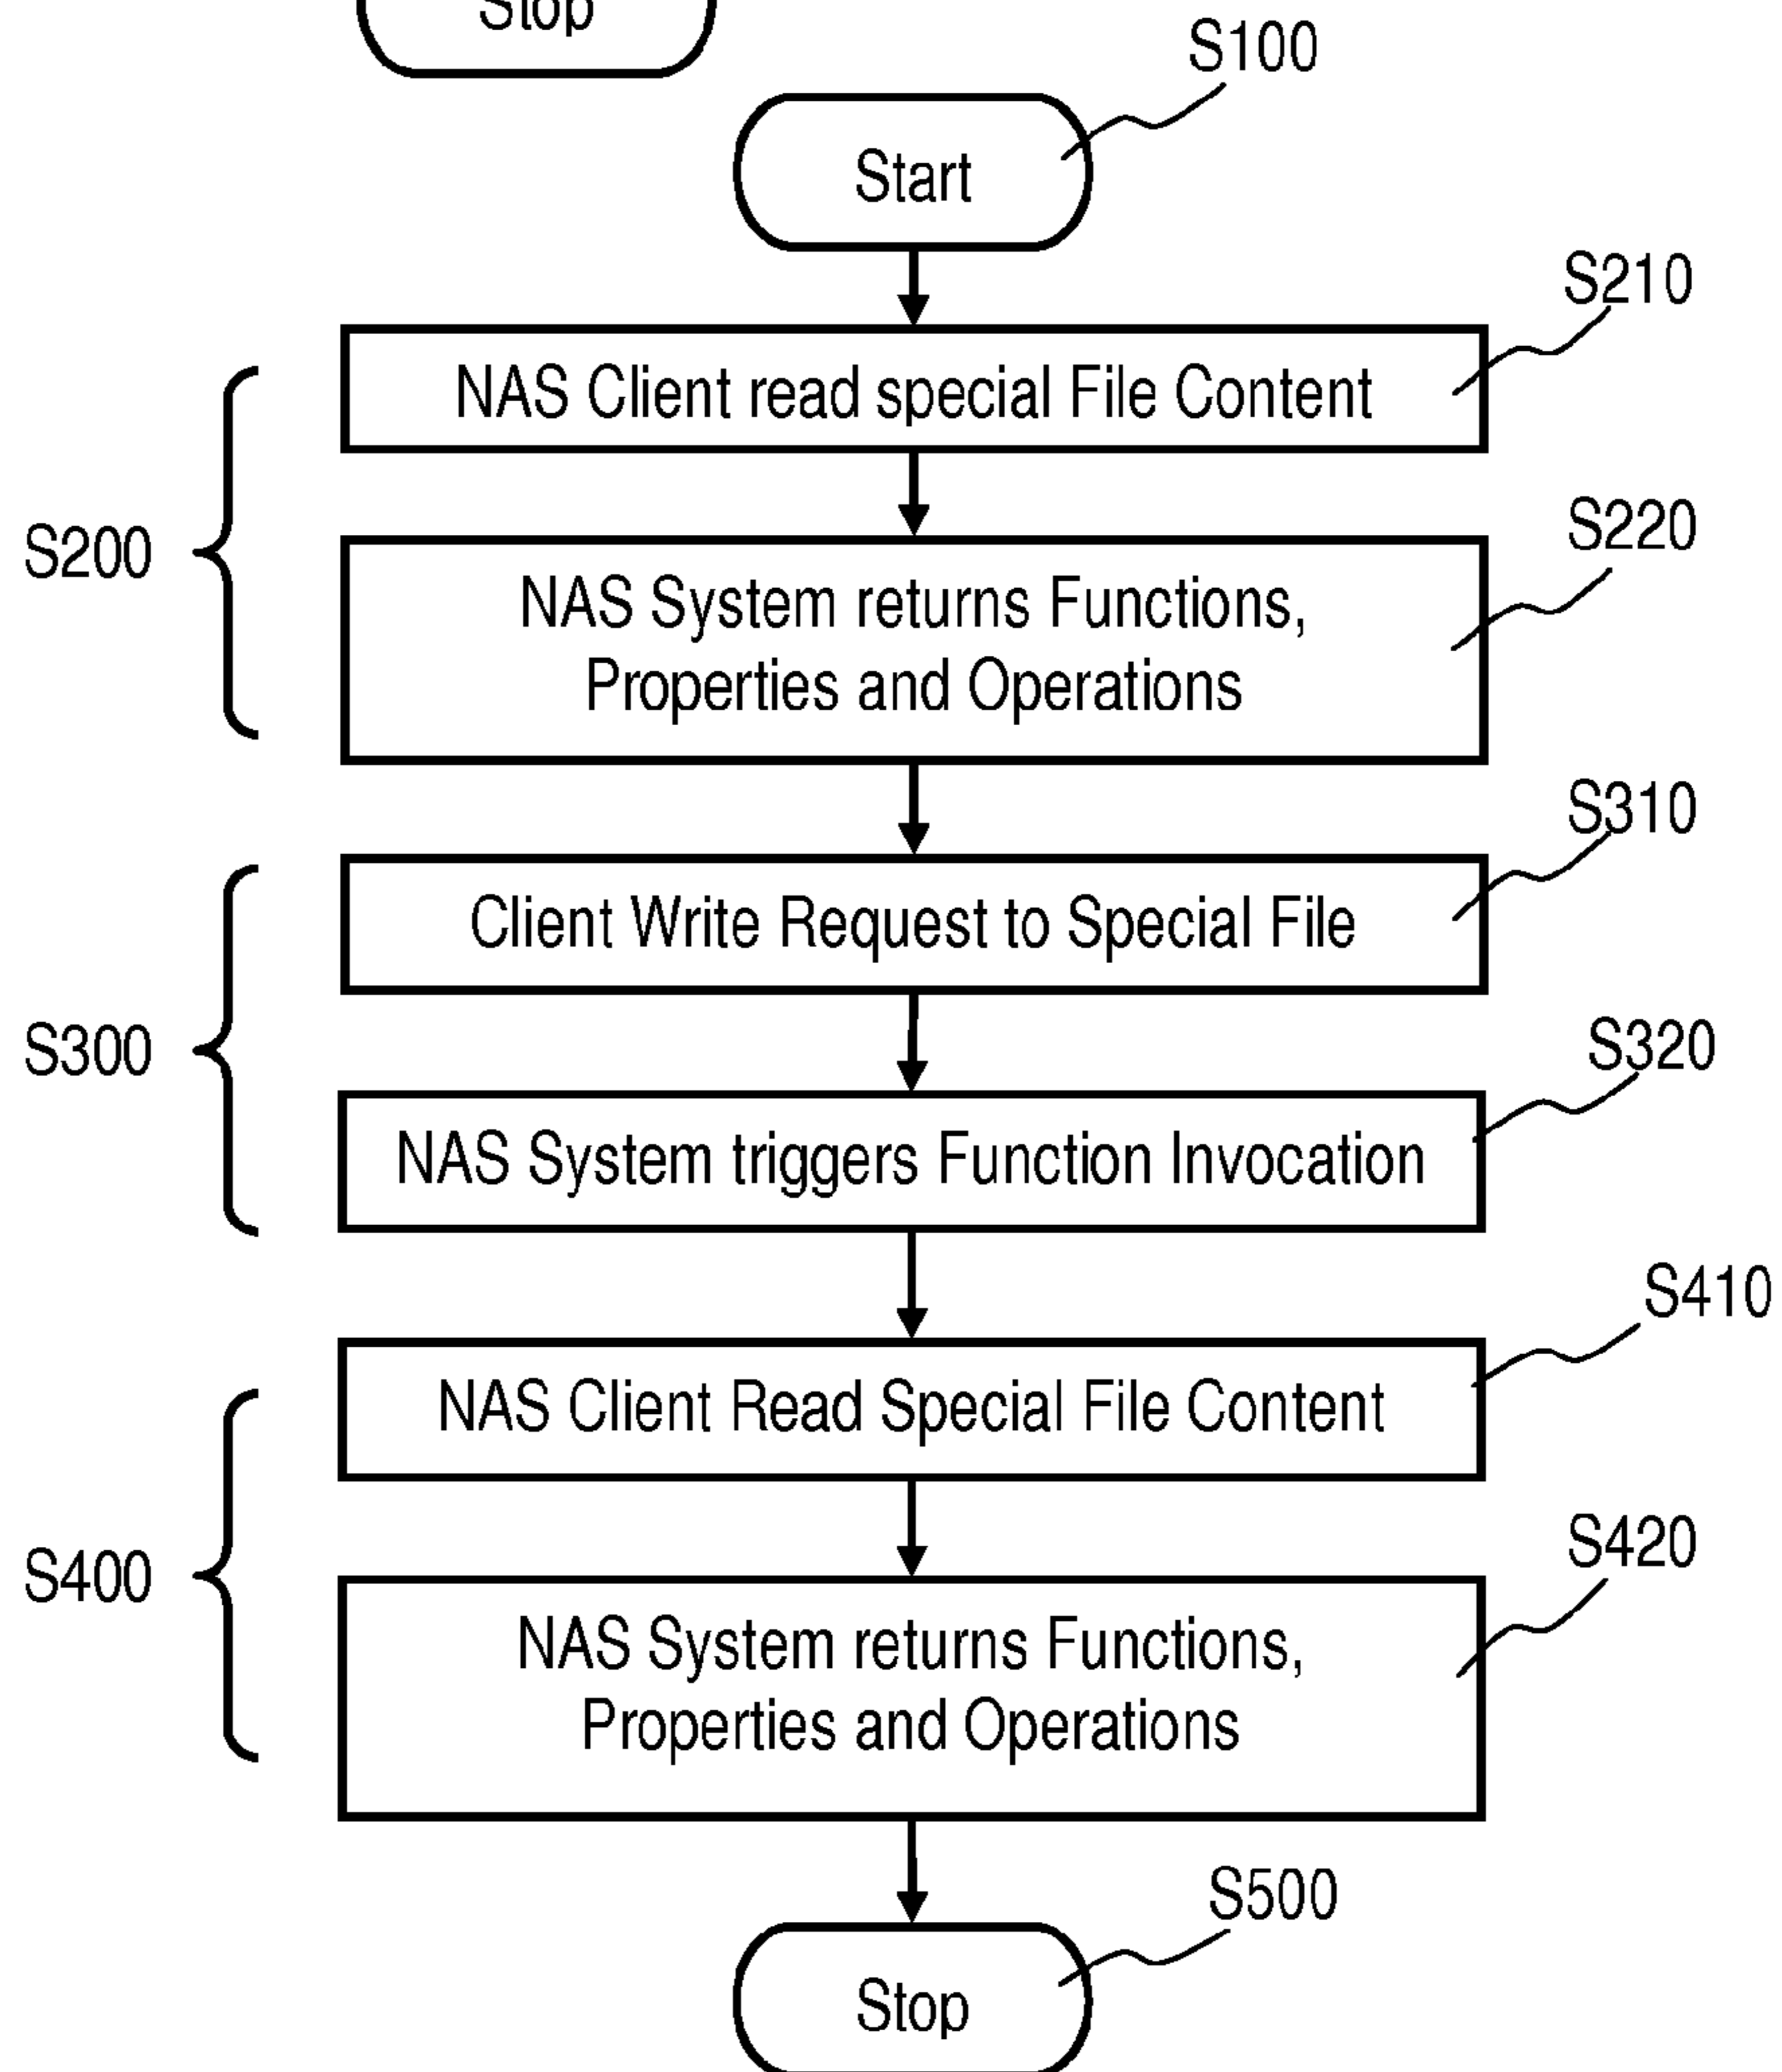 Stop
S100
Start
S210
NAS Client read special File Content
S200
S220
NAS System returns Functions,
Properties and Operations
S310
Client Write Request to Special File
S300
S320
NAS System triggers Function Invocation
S410
NAS Client Read Special File Content
S400
S420
NAS System returns Functions,
Properties and Operations
S500
Stop